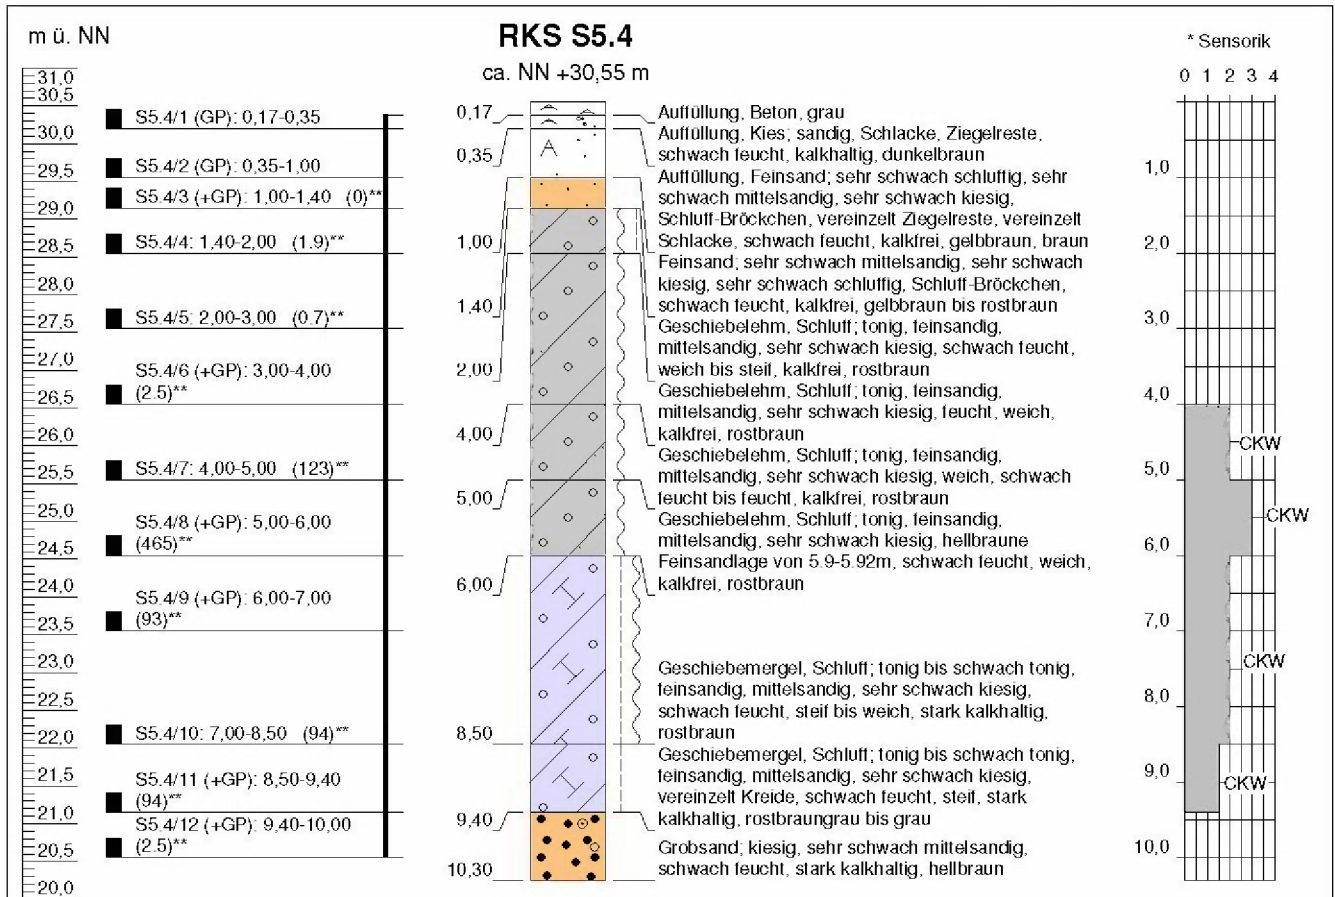 m ü. NN
RKS S5.4
ca. NN +30,55 m
* Sensorik
0 1 2 3 4
31,0
30,5
30,0
29,5
29,0
28,5
28,0
27,5
27,0
26,5
26,0
25,5
25,0
24,5
24,0
23,5
23,0
22,5
22,0
21,5
21,0
20,5
20,0
S5.4/1 (GP): 0,17-0,35
S5.4/2 (GP): 0,35-1,00
S5.4/3 (+GP): 1,00-1,40 (0)**
S5.4/4: 1,40-2,00 (1.9)**
S5.4/5: 2,00-3,00 (0.7)**
S5.4/6 (+GP): 3,00-4,00
(2.5)**
S5.4/7: 4,00-5,00 (123)**
S5.4/8 (+GP): 5,00-6,00
(465)**
S5.4/9 (+GP): 6,00-7,00
(93)**
S5.4/10: 7,00-8,50 (94)**
S5.4/11 (+GP): 8,50-9,40
(94)**
S5.4/12 (+GP): 9,40-10,00
(2.5)**
0,17
0,35
1,00
1,40
2,00
4,00
5,00
6,00
8,50
9,40
10,30
A
Auffüllung, Beton, grau
Auffüllung, Kies; sandig, Schlacke, Ziegelreste,
schwach feucht, kalkhaltig, dunkelbraun
Auffüllung, Feinsand; sehr schwach schluffig, sehr
schwach mittelsandig, sehr schwach kiesig,
Schluff-Bröckchen, vereinzelt Ziegelreste, vereinzelt
Schlacke, schwach feucht, kalkfrei, gelbbraun, braun
Feinsand; sehr schwach mittelsandig, sehr schwach
kiesig, sehr schwach schluffig, Schluff-Bröckchen,
schwach feucht, kalkfrei, gelbbraun bis rostbraun
Geschiebelehm, Schluff; tonig, feinsandig,
mittelsandig, sehr schwach kiesig, schwach feucht,
weich bis steif, kalkfrei, rostbraun
Geschiebelehm, Schluff; tonig, feinsandig,
mittelsandig, sehr schwach kiesig, feucht, weich,
kalkfrei, rostbraun
Geschiebelehm, Schluff; tonig, feinsandig,
mittelsandig, sehr schwach kiesig, weich, schwach
feucht bis feucht, kalkfrei, rostbraun
Geschiebelehm, Schluff; tonig, feinsandig,
mittelsandig, sehr schwach kiesig, hellbraune
Feinsandlage von 5.9-5.92m, schwach feucht, weich,
kalkfrei, rostbraun
Geschiebemergel, Schluff; tonig bis schwach tonig,
feinsandig, mittelsandig, sehr schwach kiesig,
schwach feucht, steif bis weich, stark kalkhaltig,
rostbraun
Geschiebemergel, Schluff; tonig bis schwach tonig,
feinsandig, mittelsandig, sehr schwach kiesig,
vereinzelt Kreide, schwach feucht, steif, stark
kalkhaltig, rostbraungrau bis grau
Grobsand; kiesig, sehr schwach mittelsandig,
schwach feucht, stark kalkhaltig, hellbraun
1,0
2,0
3,0
4,0
5,0
6,0
7,0
8,0
9,0
10,0
CKW
CKW
CKW
CKW